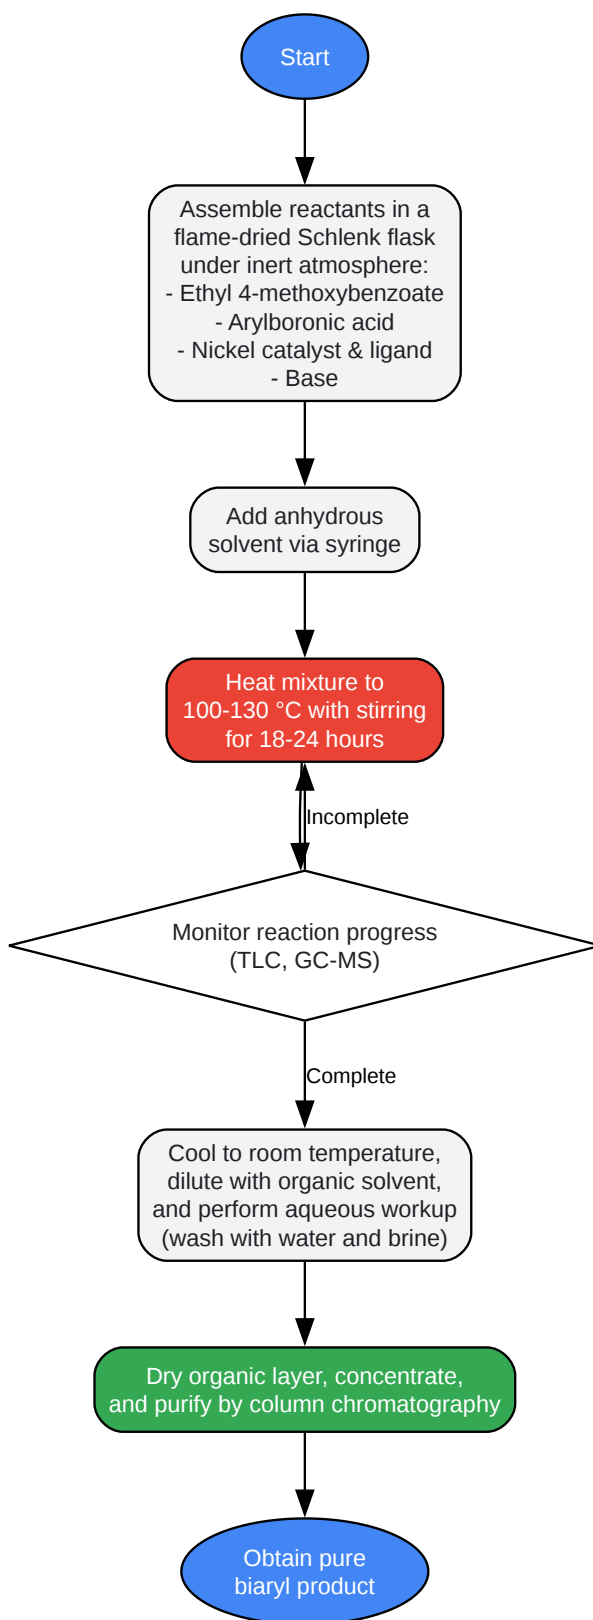 Start
Assemble reactants in a
flame-dried Schlenk flask
under inert atmosphere:
- Ethyl 4-methoxybenzoate
- Arylboronic acid
- Nickel catalyst & ligand
- Base
Add anhydrous
solvent via syringe
Heat mixture to
100-130 °C with stirring
for 18-24 hours
Incomplete
Monitor reaction progress
(TLC, GC-MS)
Complete
Cool to room temperature,
dilute with organic solvent,
and perform aqueous workup
(wash with water and brine)
Dry organic layer, concentrate,
and purify by column chromatography
Obtain pure
biaryl product